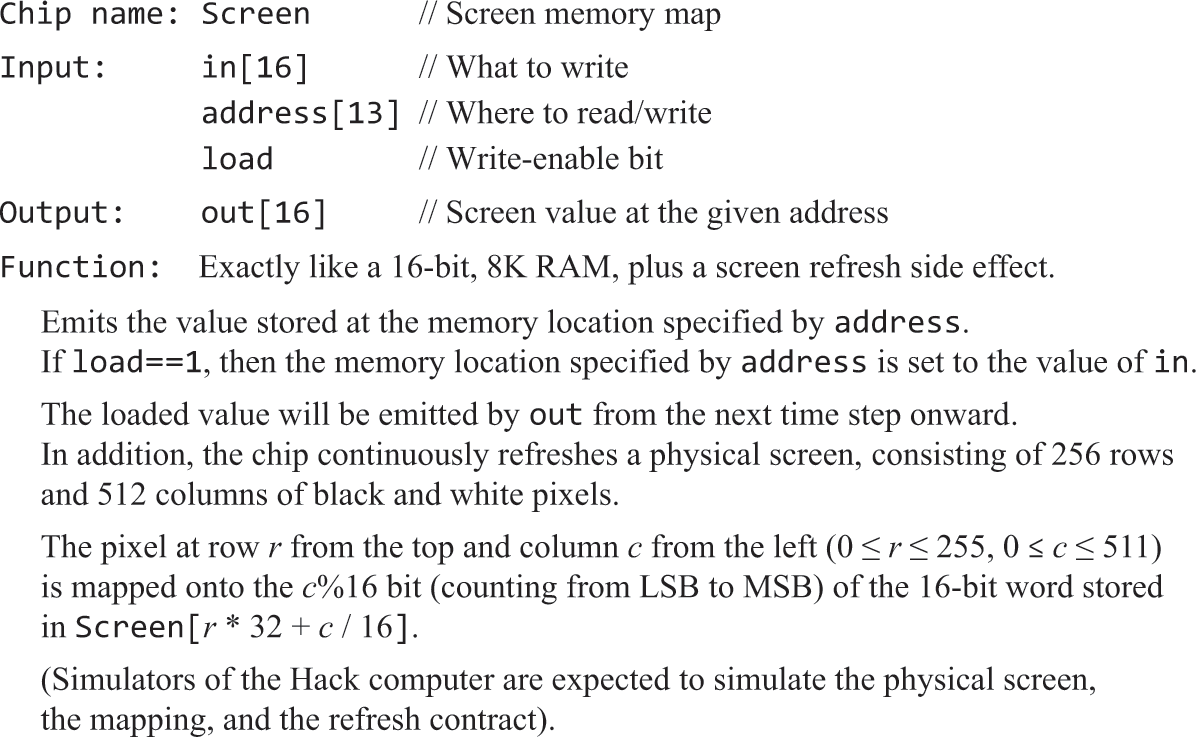 Chip name: Screen // Screen memory map
Input: in[16] // What to write
address[13] // Where to read/write
load // Write-enable bit
Output: out[16] // Screen value at the given address
Function: Exactly like a 16-bit, 8K RAM, plus a screen refresh side effect.
Emits the value stored at the memory location specified by address.
If load==1, then the memory location specified by address is set to the value of in.
The loaded value will be emitted by out from the next time step onward.
In addition, the chip continuously refreshes a physical screen, consisting of 256 rows
and 512 columns of black and white pixels.
The pixel at row r from the top and column c from the left (0 ≤ r ≤ 255, 0 ≤ c ≤ 511)
is mapped onto the c%16 bit (counting from LSB to MSB) of the 16-bit word stored
in Screen[r * 32 + c / 16].
(Simulators of the Hack computer are expected to simulate the physical screen,
the mapping, and the refresh contract).